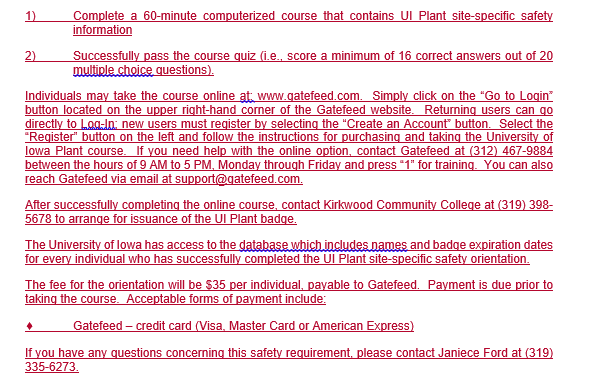 1) Complete a 60-minute computerized course that contains UI Plant site-specific safety
information
2) Successfully pass the course quiz (i.e., score a minimum of 16 correct answers out of 20
multiple choice questions).
Individuals may take the course online at: www.gatefeed.com. Simply click on the “Go to Login”
button located on the upper right-hand corner of the Gatefeed website. Returning users can go
directly to Log-In; new users must register by selecting the “Create an Account” button. Select the
“Register” button on the left and follow the instructions for purchasing and taking the University of
Iowa Plant course. If you need help with the online option, contact Gatefeed at (312) 467-9884
between the hours of 9 AM to 5 PM, Monday through Friday and press “1” for training. You can also
reach Gatefeed via email at support@gatefeed.com.
After successfully completing the online course, contact Kirkwood Community College at (319) 398-
5678 to arrange for issuance of the UI Plant badge.
The University of Iowa has access to the database which includes names and badge expiration dates
for every individual who has successfully completed the UI Plant site-specific safety orientation.
The fee for the orientation will be $35 per individual, payable to Gatefeed. Payment is due prior to
taking the course. Acceptable forms of payment include:
♦ Gatefeed – credit card (Visa, Master Card or American Express)
If you have any questions concerning this safety requirement, please contact Janiece Ford at (319)
335-6273.